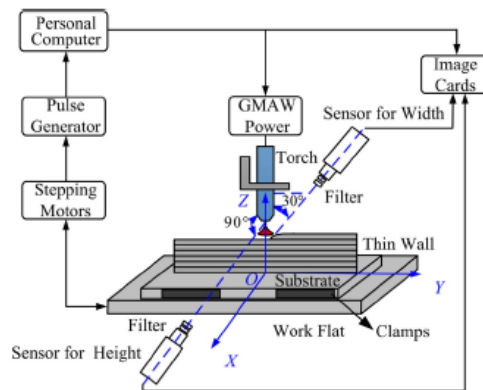 Personal
Computer
Image
Cards
GMAW
Power
Sensor for Width
Pulse
Generator
Torch
Filter
Stepping
Motors
Z
30°
90°
Thin Wall
O
Substrate
Y
Filter
Work Flat
Clamps
Sensor for Height
X